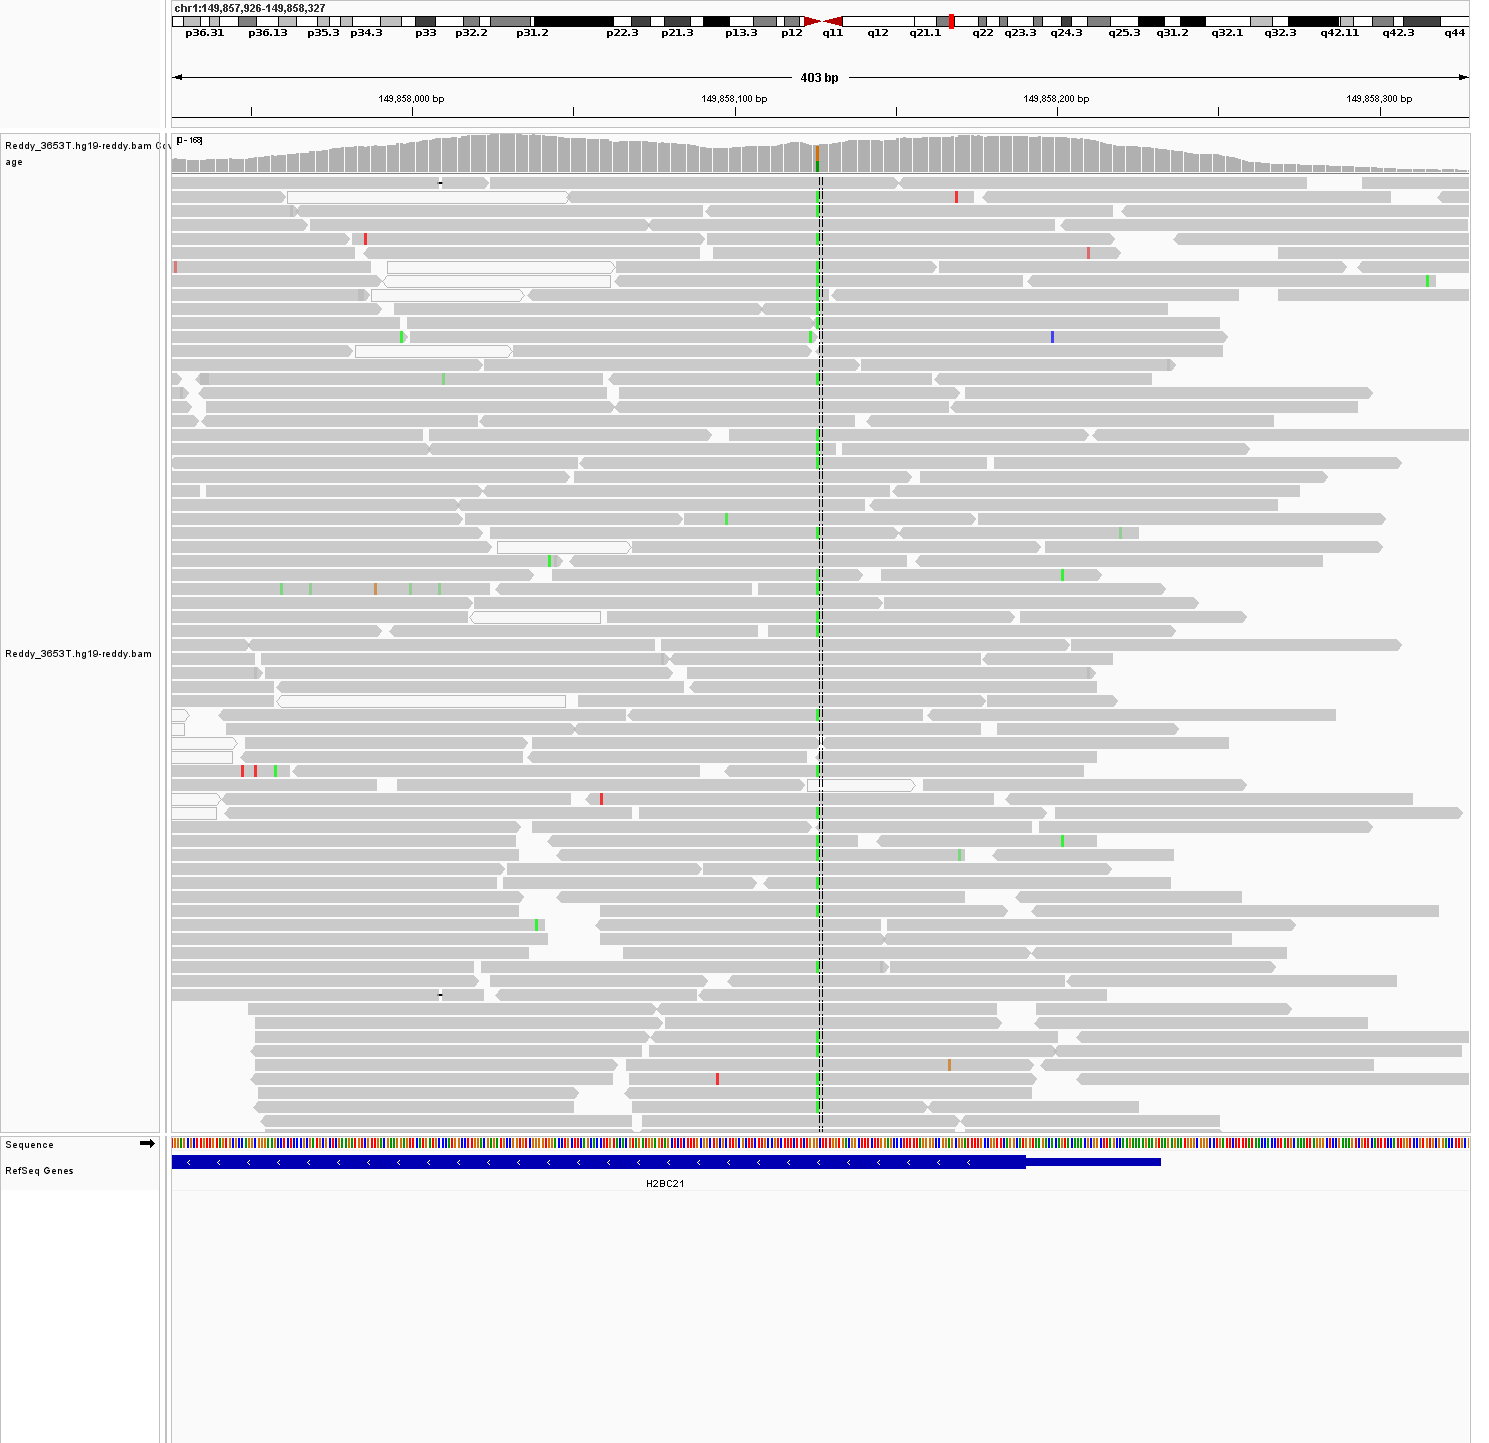 chr1:149,857,926-149,858,327
p36.31 p36.13 p35.3 p34.3 p33 p32.2 p31.2 p22.3 p21.3 p13.3 p12 q11 q12 q21.1 q22 q23.3 q24.3 q25.3 q31.2 q32.1 q32.3 q42.11 q42.3 q44
403 bp
149,858,000 bp 149,858,100 bp 149,858,200 bp 149,858,300 bp
Reddy_3653T.hg19-reddy.bam Cov
age
[0 - 168]
Reddy_3653T.hg19-reddy.bam
Sequence
RefSeq Genes
H2BC21